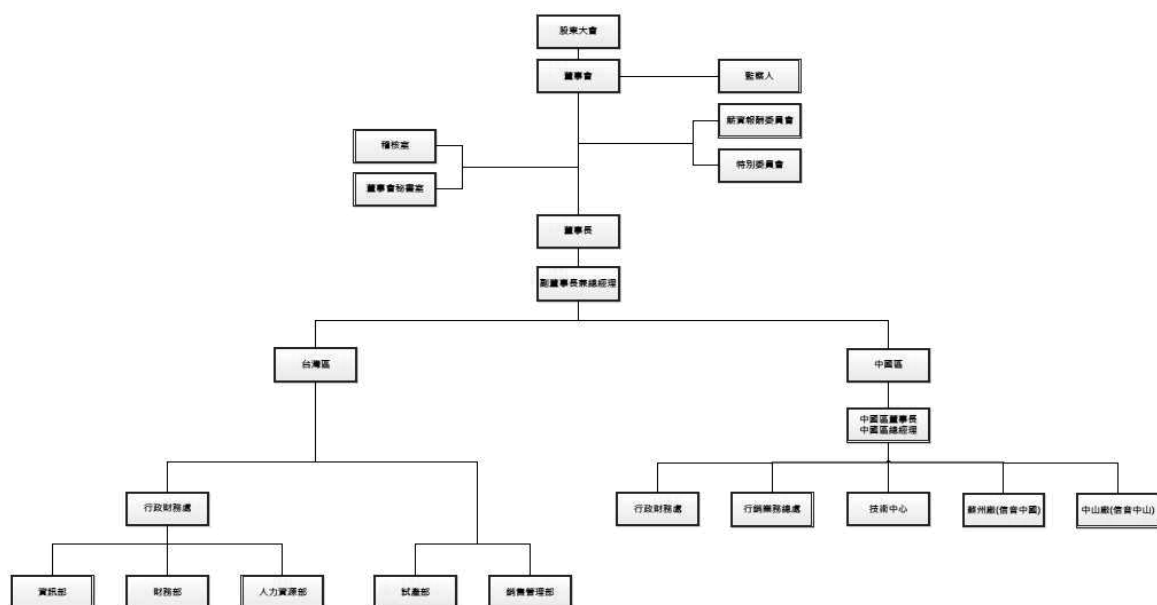 股東大會
董事會
監察人
薪資報酬委員會
稽核室
特別委員會
董事會秘書室
董事長
副董事長兼總經理
台灣區
中國區
中國區董事長
中國區總經理
行政財務處
行政財務處
行銷業務總處
技術中心
蘇州廠(信音中國)
中山廠(信音中山)
資訊部
財務部
人力資源部
試產部
銷售管理部